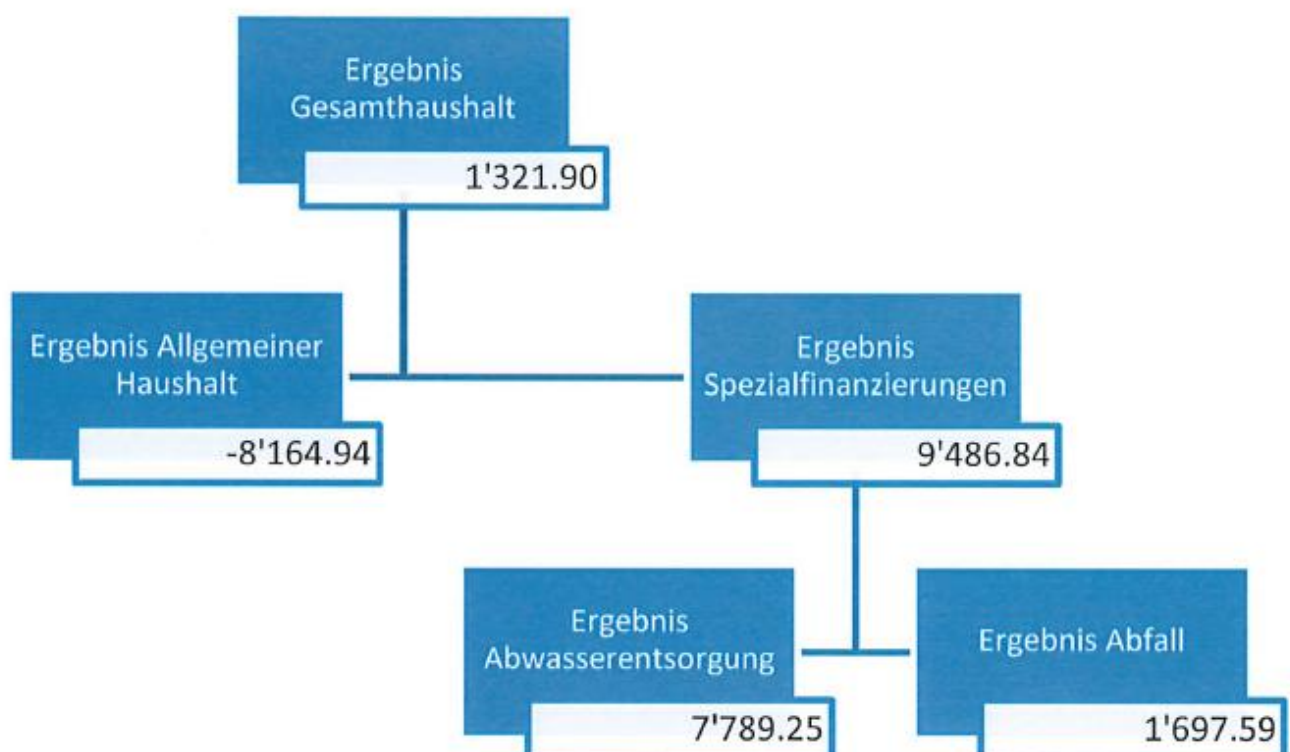 Ergebnis
Gesamthaushalt
1'321.90
Ergebnis Allgemeiner
Haushalt
-8'164.94
Ergebnis
Spezialfinanzierungen
9'486.84
Ergebnis
Abwasserentsorgung
7'789.25
Ergebnis Abfall
1'697.59